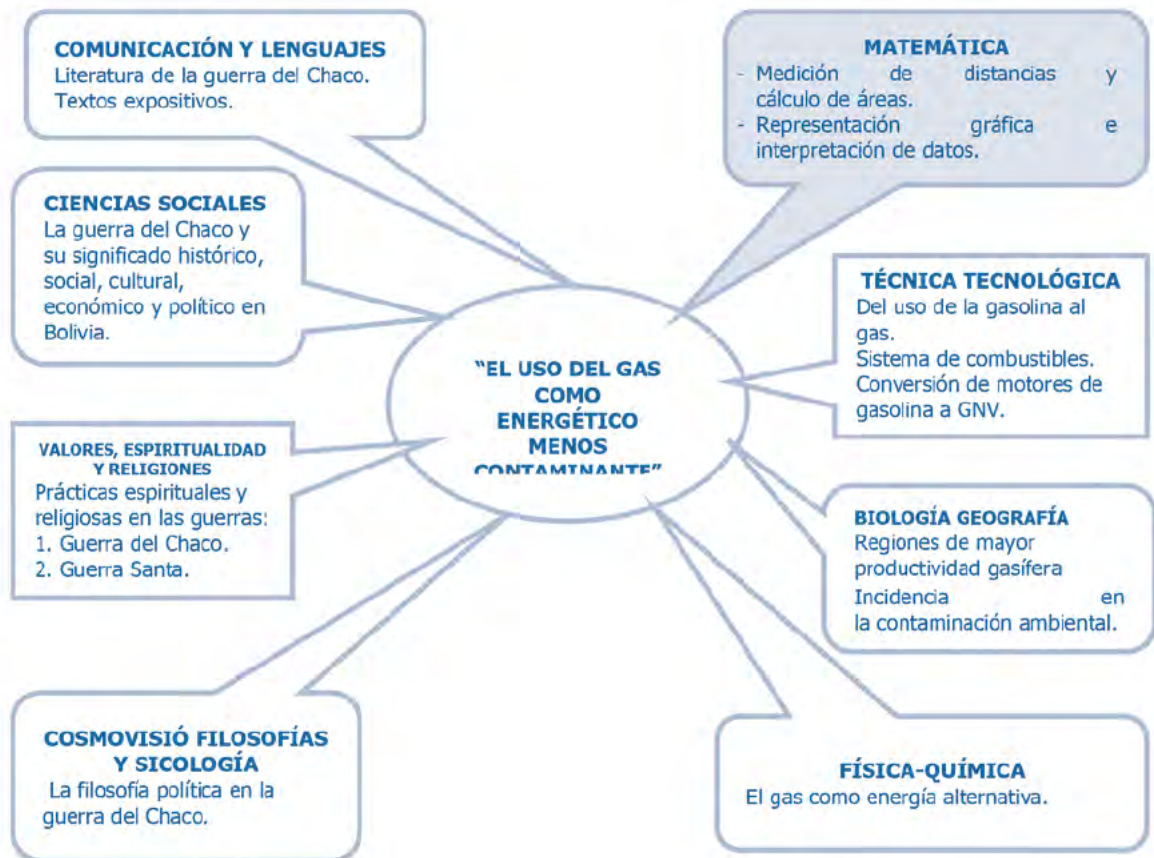 COMUNICACIÓN Y LENGUAJES
Literatura de la guerra del Chaco.
Textos expositivos.
MATEMÁTICA
- Medición de distancias y
cálculo de áreas.
- Representación gráfica e
interpretación de datos.
CIENCIAS SOCIALES
La guerra del Chaco y
su significado histórico,
social, cultural,
económico y político en
Bolivia.
TÉCNICA TECNOLÓGICA
Del uso de la gasolina al
gas.
Sistema de combustibles.
Conversión de motores de
gasolina a GNV.
"EL USO DEL GAS
COMO
ENERGÉTICO
MENOS
CONTAMINANTE"
VALORES, ESPIRITUALIDAD
Y RELIGIONES
Prácticas espirituales y
religiosas en las guerras:
1. Guerra del Chaco.
2. Guerra Santa.
BIOLOGÍA GEOGRAFÍA
Regiones de mayor
productividad gasífera
Incidencia en
la contaminación ambiental.
COSMOVISIÓ FILOSOFÍAS
Y SICOLOGÍA
La filosofía política en la
guerra del Chaco.
FÍSICA-QUÍMICA
El gas como energía alternativa.